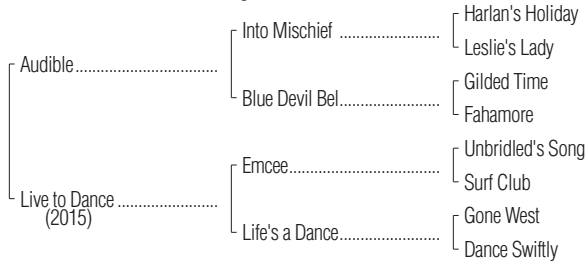 Harlan's Holiday
Into Mischief ....................
Leslie's Lady
Audible.............................
Gilded Time
Blue Devil Bel....................
Fahamore
Unbridled's Song
Emcee...............................
Surf Club
Live to Dance ....................
(2015)
Gone West
Life's a Dance....................
Dance Swiftly